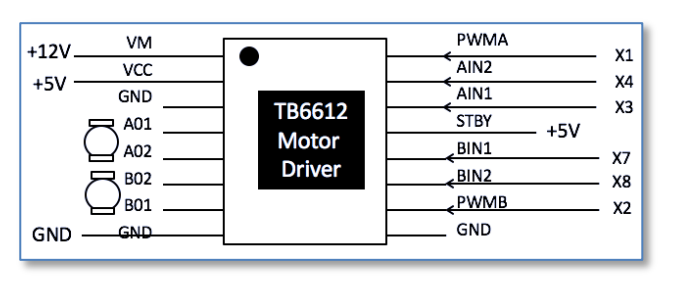 +12V VM PWMA X1
+5V VCC AIN2 X4
GND AIN1 X3
A01 TB6612 STBY +5V
A02 Motor BIN1 X7
B02 Driver BIN2 X8
B01 PWMB X2
GND GND GND